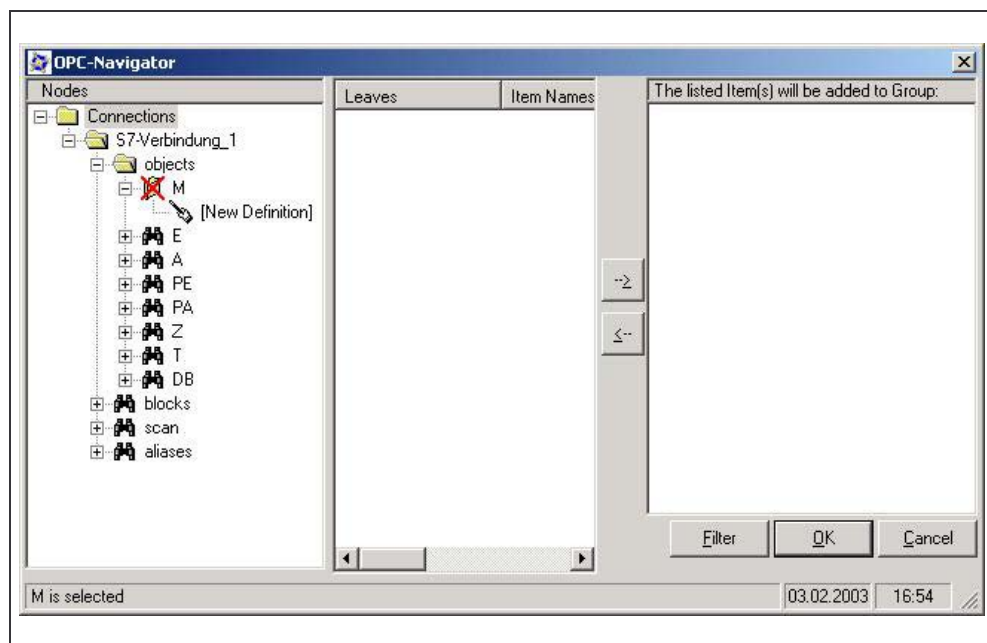 OPC-Navigator
Nodes
Connections
S7-Verbindung_1
objects
M
[New Definition]
E
A
PE
PA
Z
T
DB
blocks
scan
aliases
Leaves Item Names
-->
<--
The listed Item(s) will be added to Group:
Filter OK Cancel
M is selected 03.02.2003 16:54